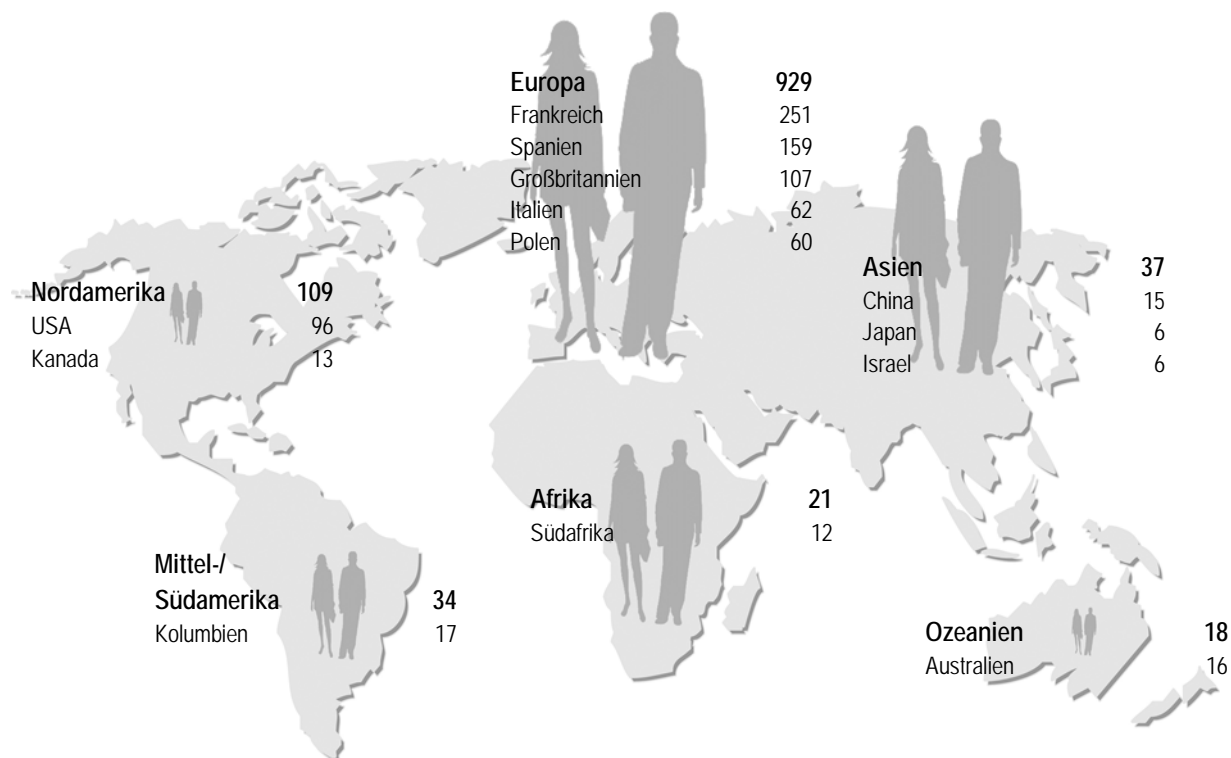 Europa 929
Frankreich 251
Spanien 159
Großbritannien 107
Italien 62
Polen 60
Asien 37
China 15
Japan 6
Israel 6
Nordamerika 109
USA 96
Kanada 13
Afrika 21
Südafrika 12
Mittel-/
Südamerika 34
Kolumbien 17
Ozeanien 18
Australien 16